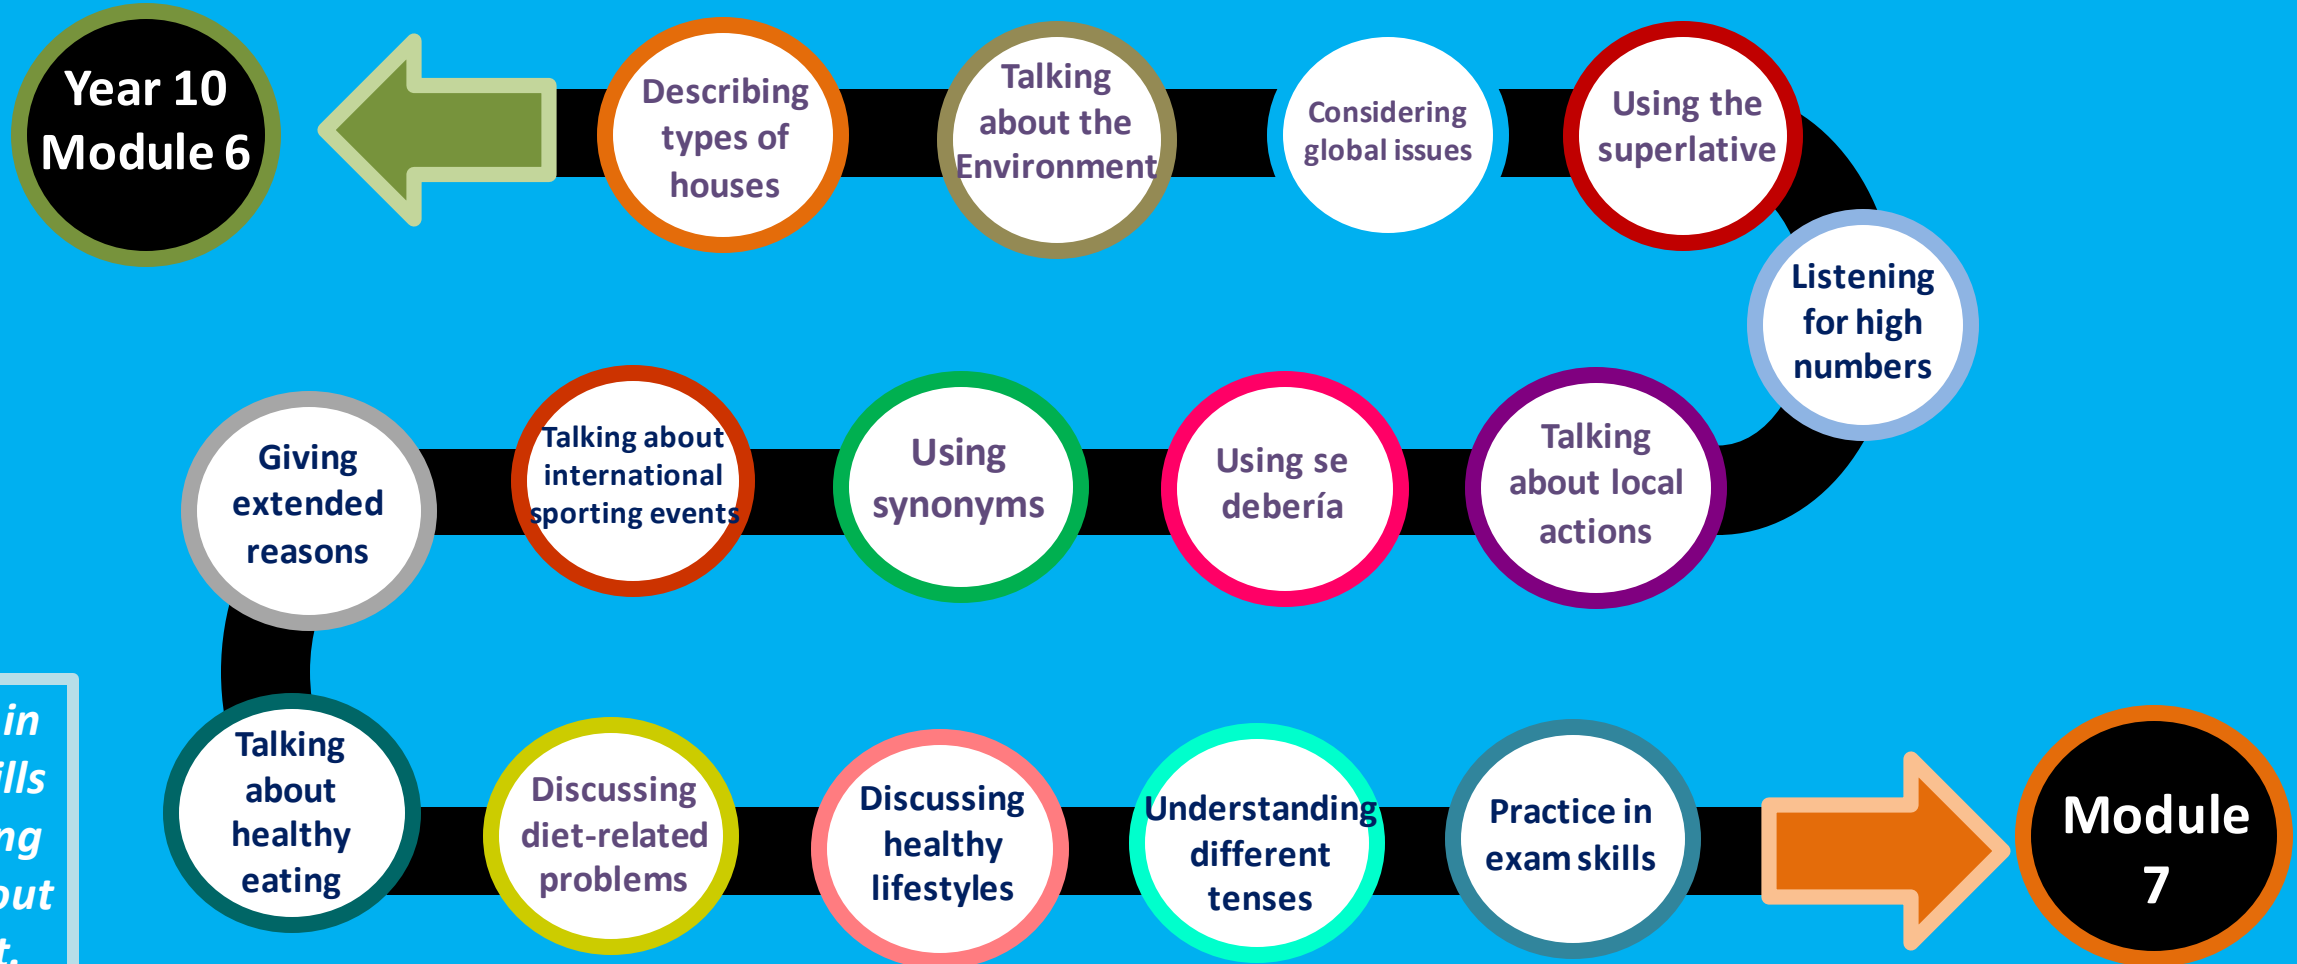 Year 10
Module 6
Describing
types of
houses
Talking
about the
Environment
Considering
global issues
Using the
superlative
Listening
for high
numbers
Talking
about local
actions
Using se
debería
Using
synonyms
Talking about
international
sporting events
Giving
extended
reasons
Talking
about
healthy
eating
Discussing
diet-related
problems
Discussing
healthy
lifestyles
Understanding
different
tenses
Practice in
exam skills
Module
7
in